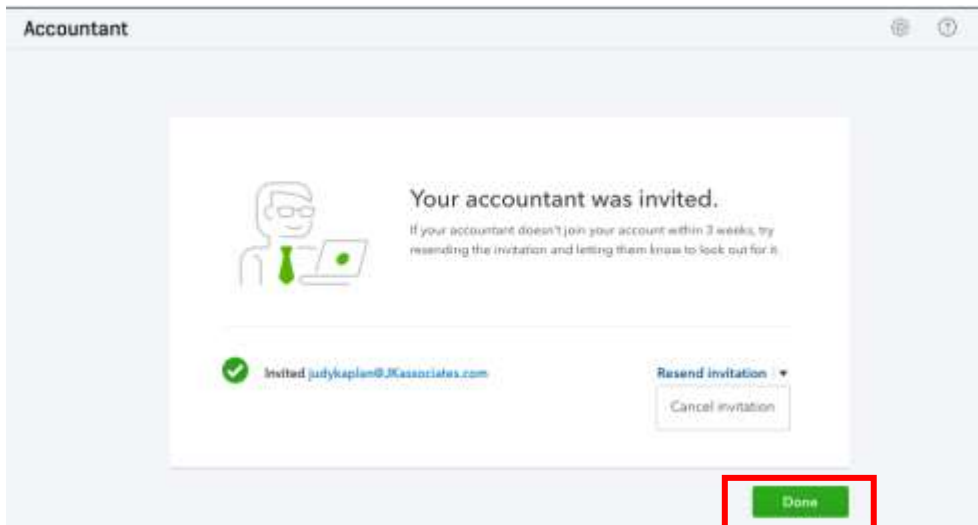 Accountant
Your accountant was invited.
If your accountant doesn't join your account within 3 weeks, try
resending the invitation and letting them know to look out for it
Invited judykaplan@JKassociates.com
Resend invitation
Cancel invitation
Done